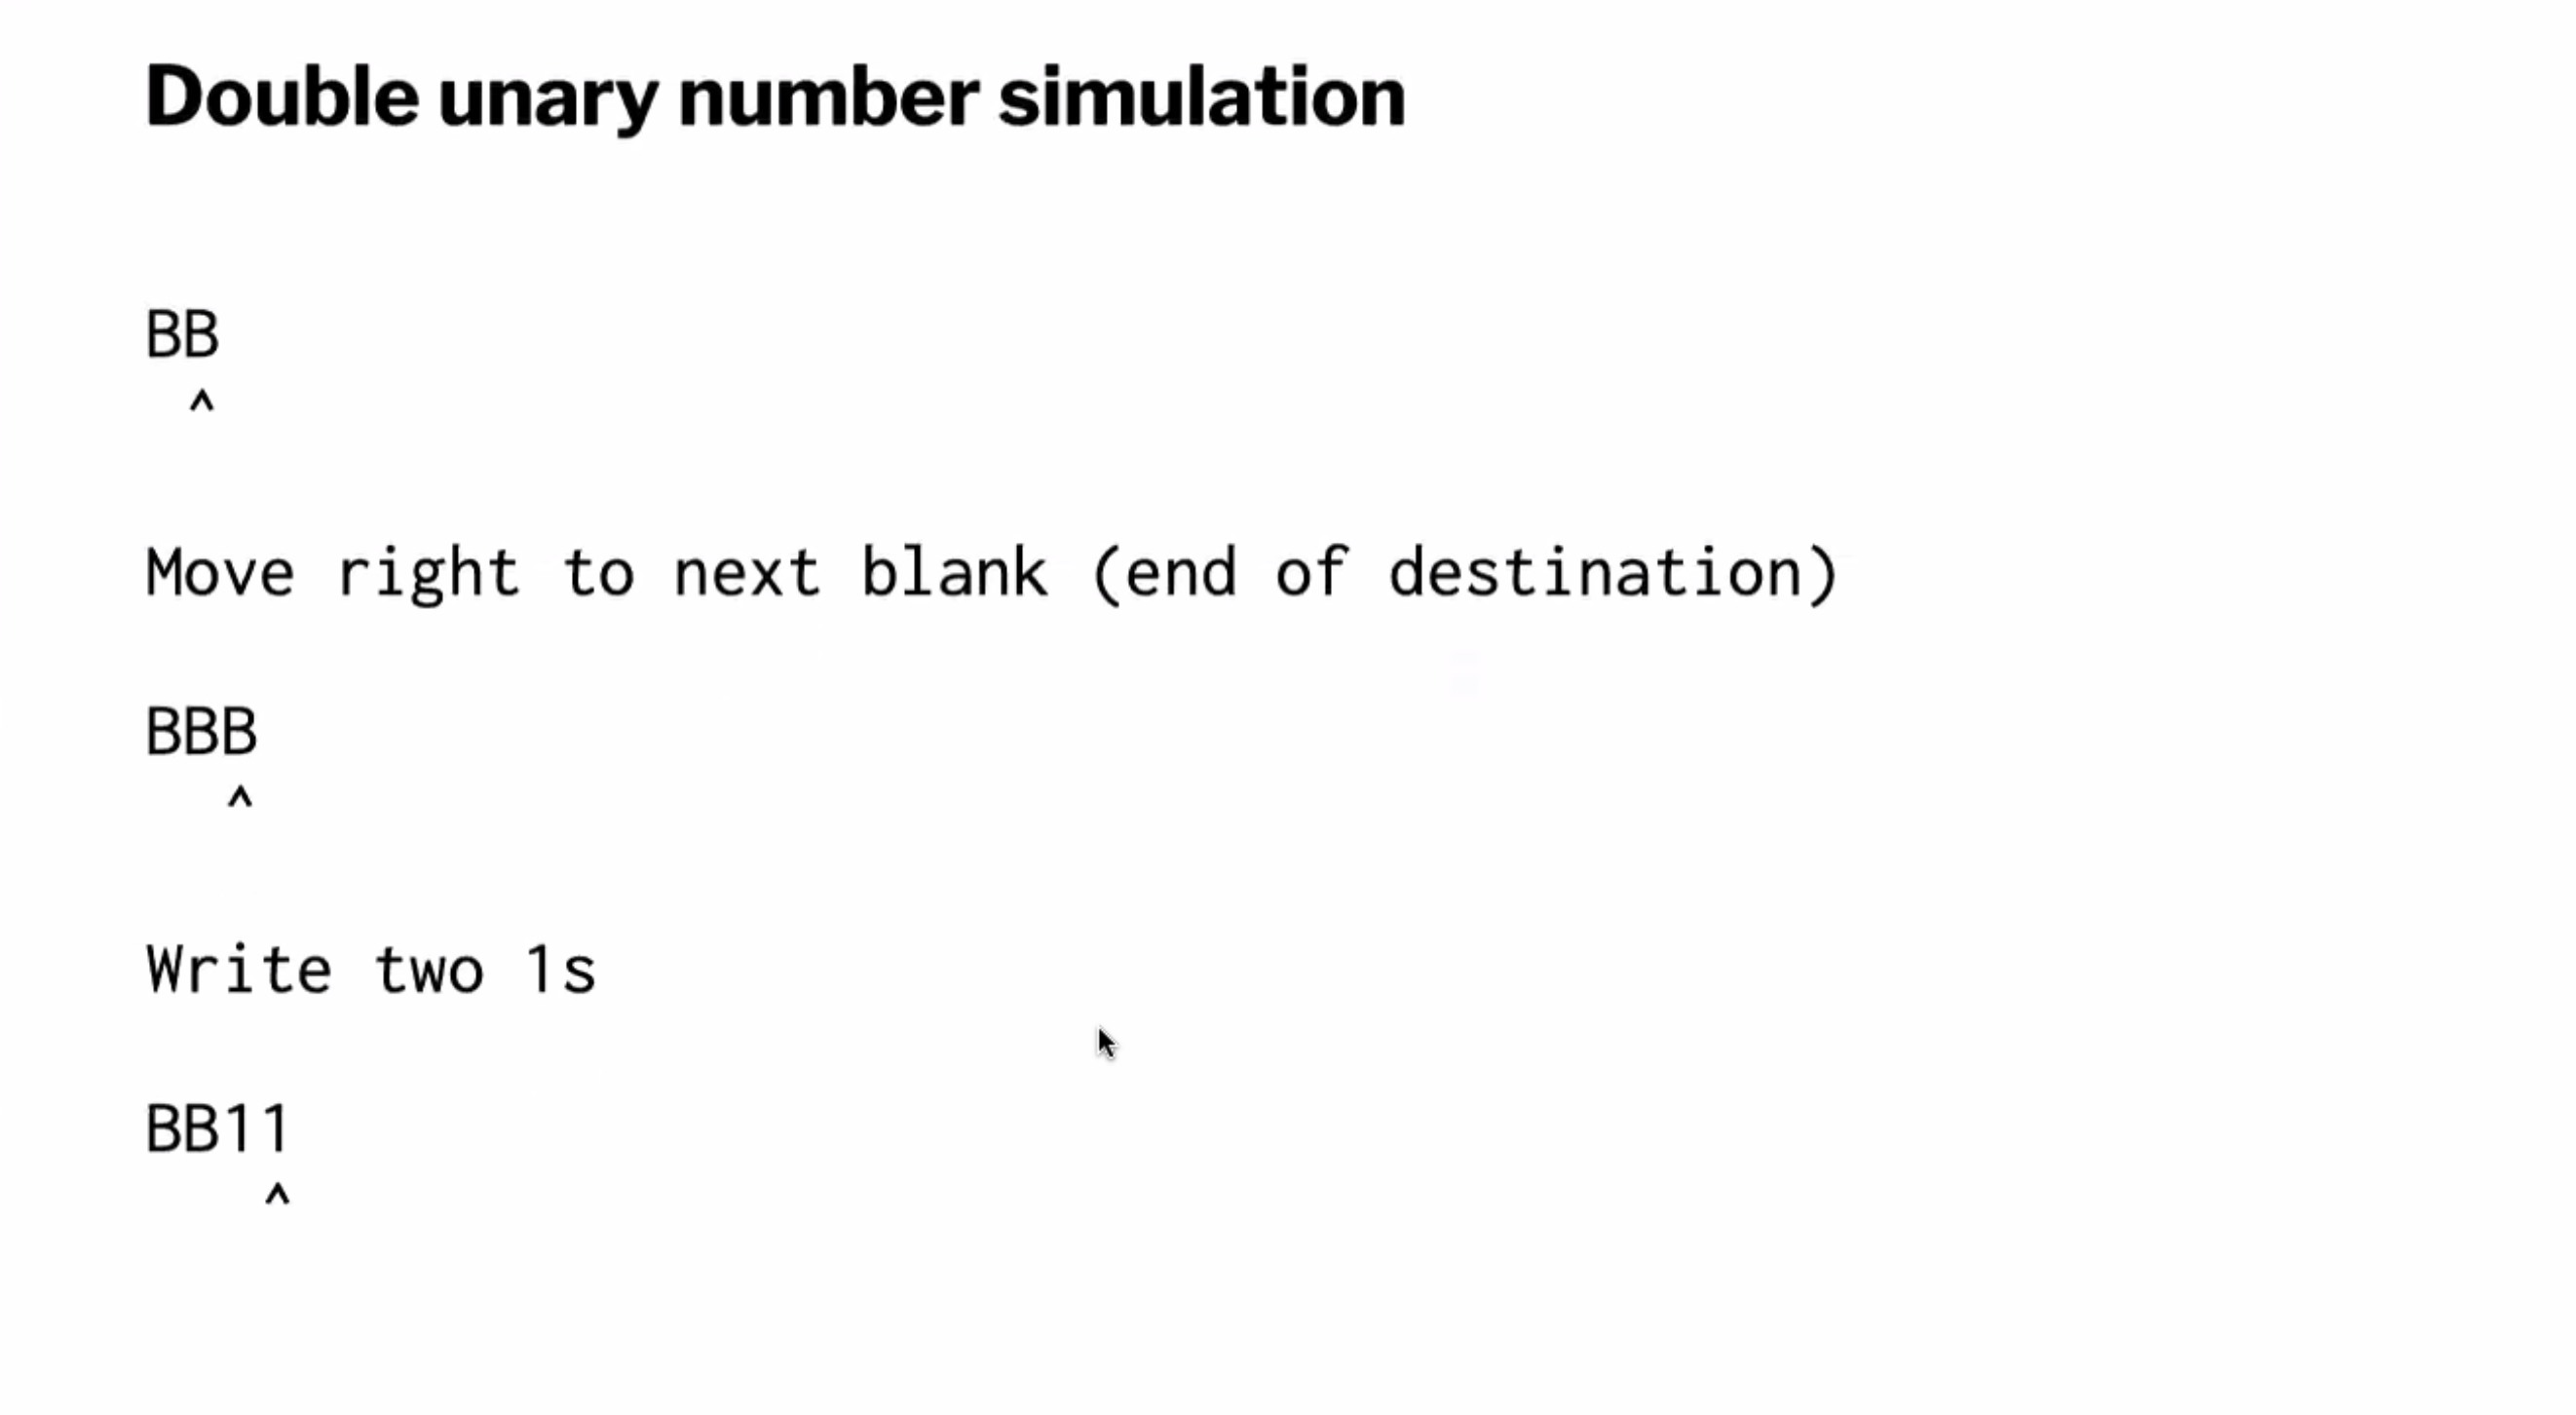 Double unary number simulation
BB
 ^
Move right to next blank (end of destination)
BBB
  ^
Write two 1s
BB11
   ^